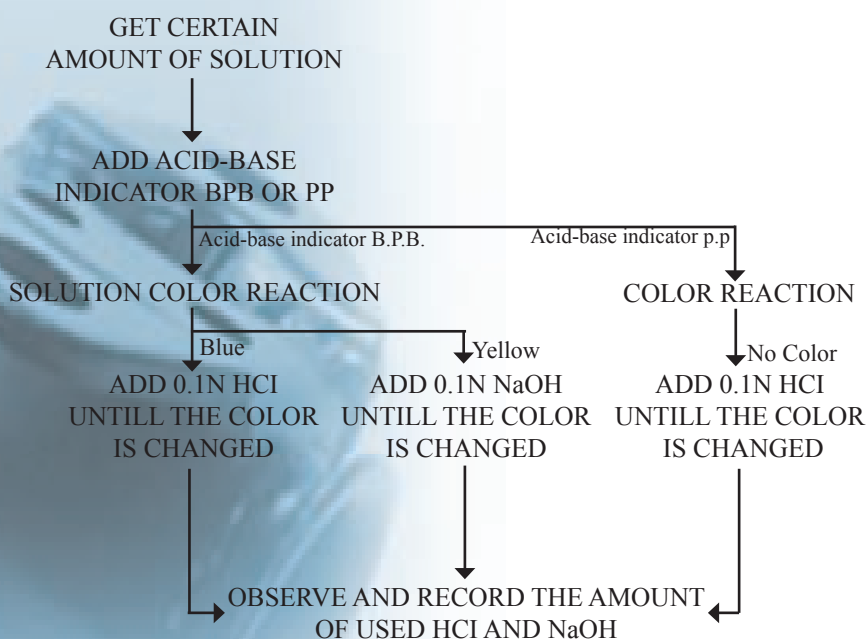 GET CERTAIN
AMOUNT OF SOLUTION
ADD ACID-BASE
INDICATOR BPB OR PP
Acid-base indicator B.P.B.
Acid-base indicator p.p
SOLUTION COLOR REACTION
COLOR REACTION
Blue
Yellow
No Color
ADD 0.1N HCI
UNTILL THE COLOR
IS CHANGED
ADD 0.1N NaOH
UNTILL THE COLOR
IS CHANGED
ADD 0.1N HCI
UNTILL THE COLOR
IS CHANGED
OBSERVE AND RECORD THE AMOUNT
OF USED HCI AND NaOH